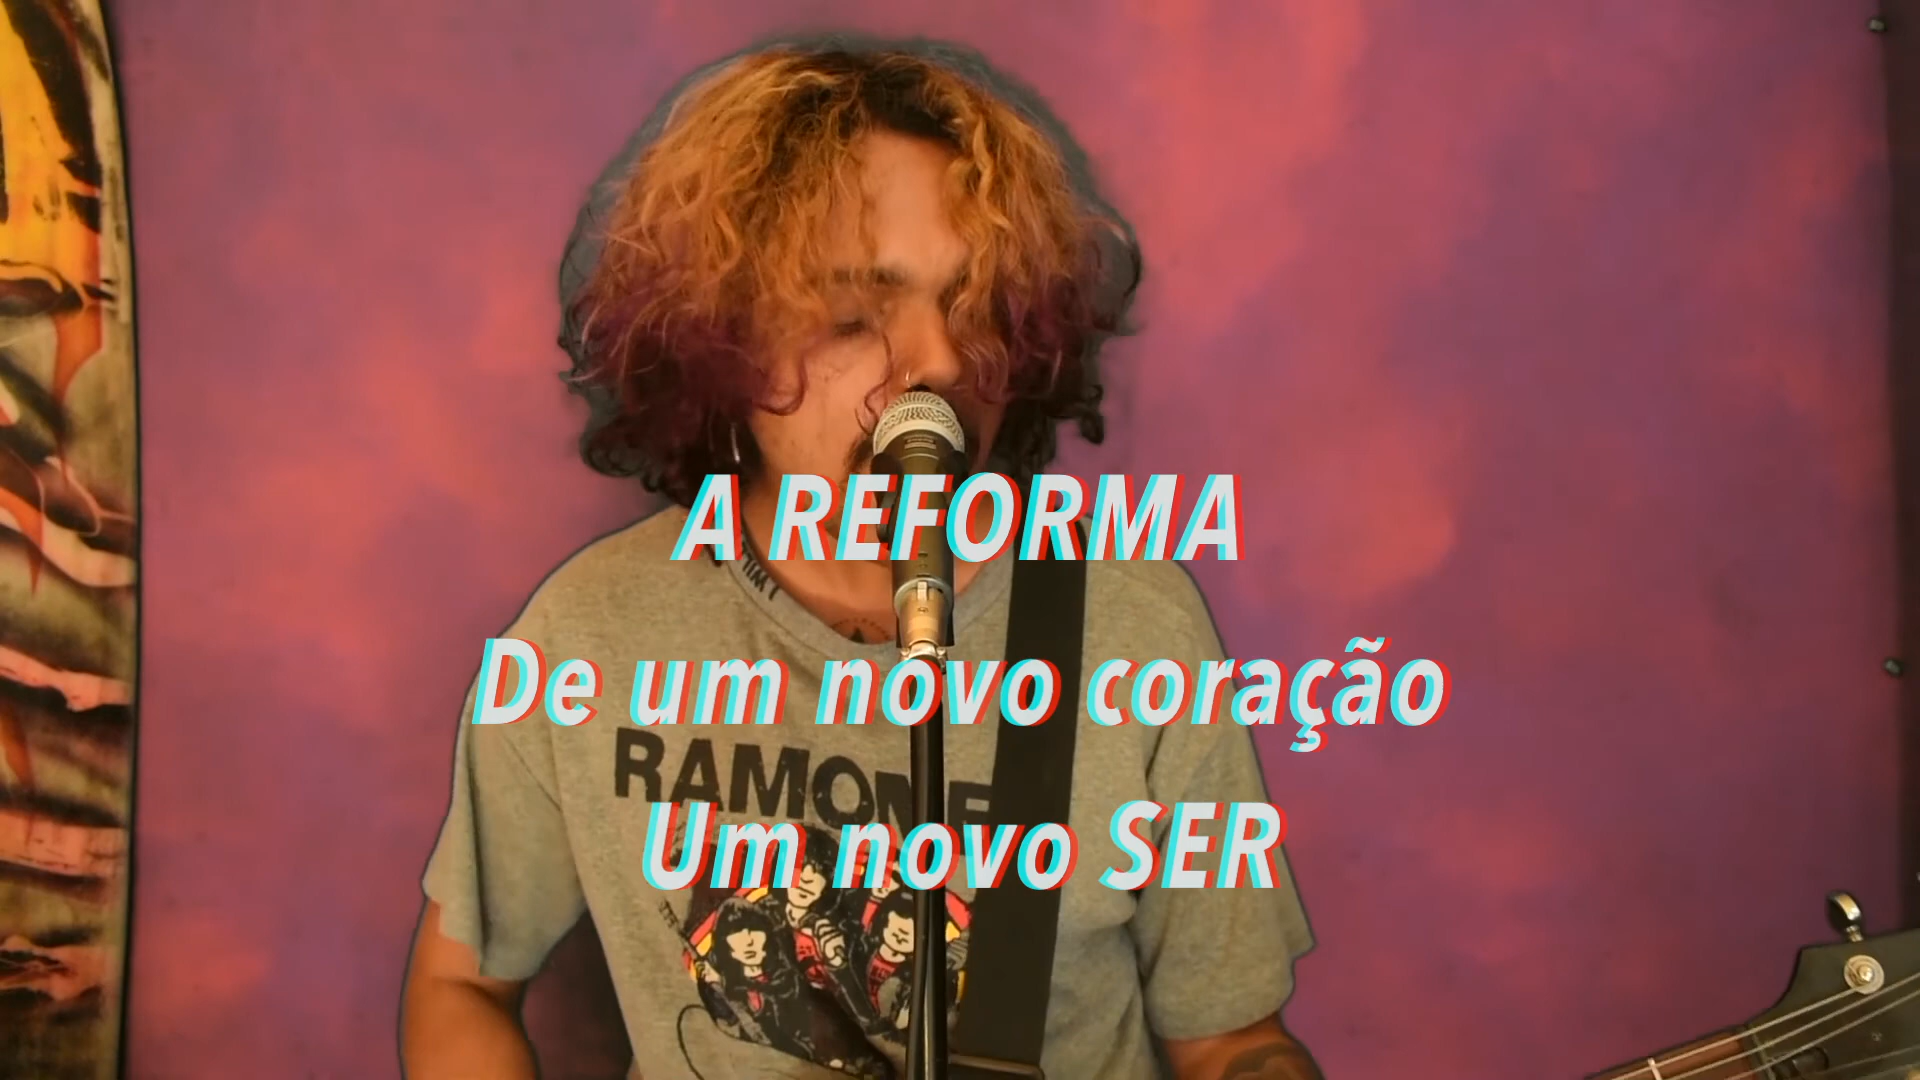 A REFORMA
De um novo coração
RAMONE
Um novo SER